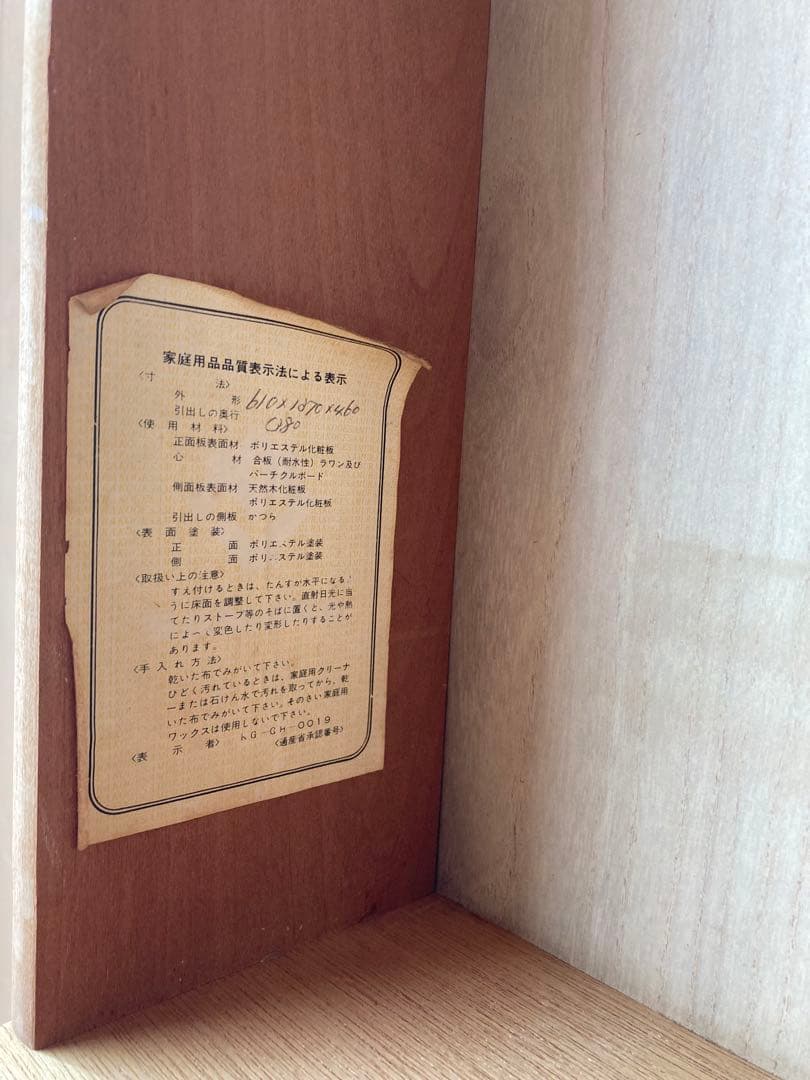 家庭用品品質表示法による表示
〈寸 法〉
外 形 610×1370×460
引出しの奥行
〈使用材料〉
正面板表面材 ポリエステル化粧板
心 材 合板（耐水性）ラワン及び
パーチクルボード
側面板表面材 天然木化粧板
ポリエステル化粧板
引出しの側板 かつら
〈表面塗装〉
正 面 ポリエステル塗装
側 面 ポリエステル塗装
〈取扱い上の注意〉
すえ付けるときは、たんすが水平になるよ
うに床面を調整して下さい。直射日光に当
てたりストーブ等のそばに置くと、光や熱
によって変色したり変形したりすることが
あります。
〈手入れ方法〉
乾いた布でみがいて下さい。
ひどく汚れているときは、家庭用クリーナ
ーまたは石けん水で汚れを取ってから、乾
いた布でみがいて下さい。そのさい家庭用
ワックスは使用しないで下さい。
〈表 示 者〉 hG-CH-0019
〈通産省承認番号〉